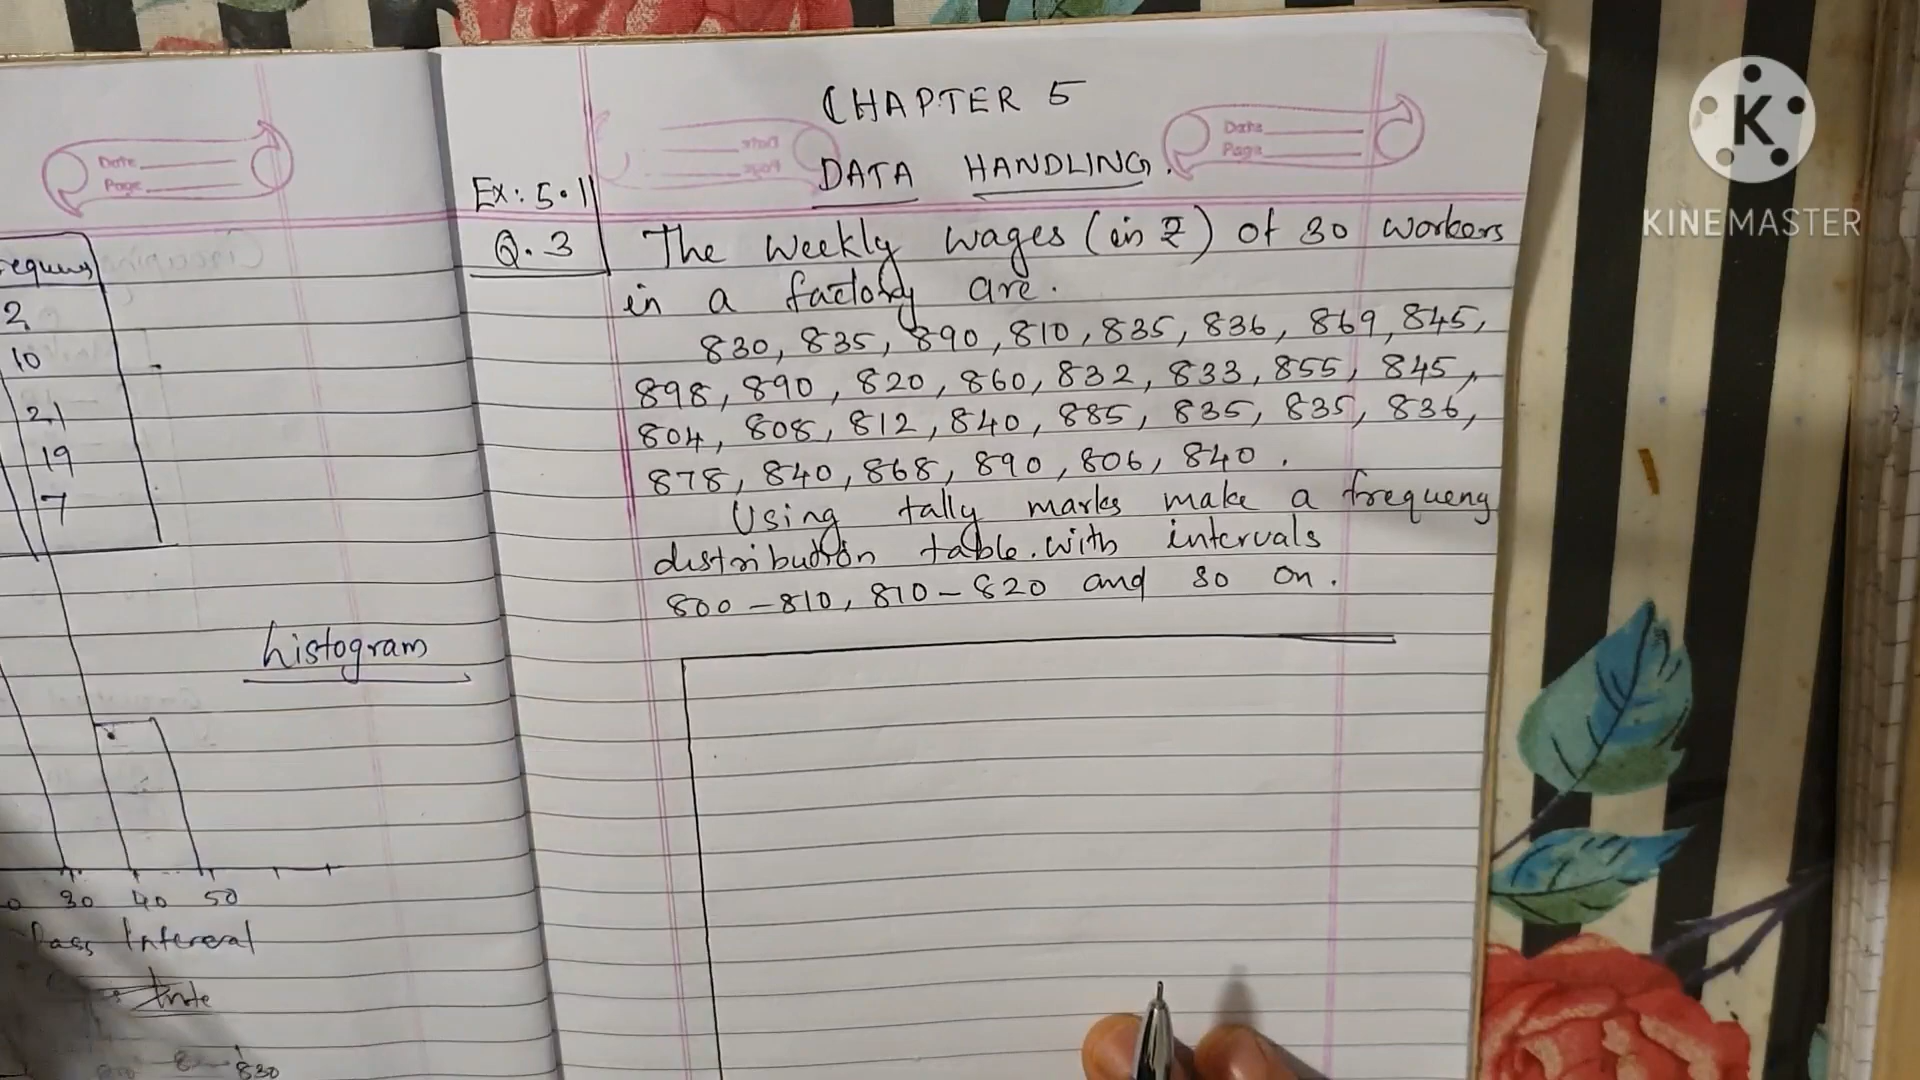 CHAPTER 5
DATA HANDLING.
Date
Page
Date
Page
Ex: 5.1
Q.3
The weekly wages (in ₹) of 30 workers
in a factory are.
830, 835, 890, 810, 835, 836, 869, 845,
898, 890, 820, 860, 832, 833, 855, 845,
804, 808, 812, 840, 885, 835, 835, 836,
878, 840, 868, 890, 806, 840.
Using tally marks make a frequency
distribution table. with intervals
800-810, 810-820 and so on.
2
10
21
19
7
histogram
30 40 50
Intereval
830
K
KINEMASTER